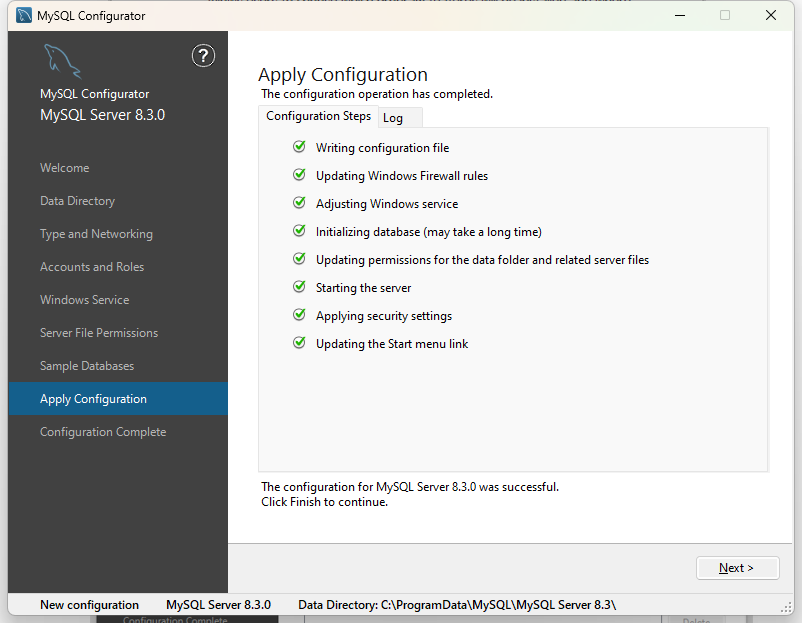 MySQL Configurator
?
MySQL Configurator
MySQL Server 8.3.0
Welcome
Data Directory
Type and Networking
Accounts and Roles
Windows Service
Server File Permissions
Sample Databases
Apply Configuration
Configuration Complete
Apply Configuration
The configuration operation has completed.
Configuration Steps Log
Writing configuration file
Updating Windows Firewall rules
Adjusting Windows service
Initializing database (may take a long time)
Updating permissions for the data folder and related server files
Starting the server
Applying security settings
Updating the Start menu link
The configuration for MySQL Server 8.3.0 was successful.
Click Finish to continue.
Next >
New configuration MySQL Server 8.3.0 Data Directory: C:\ProgramData\MySQL\MySQL Server 8.3\
Configuration Complete Delete